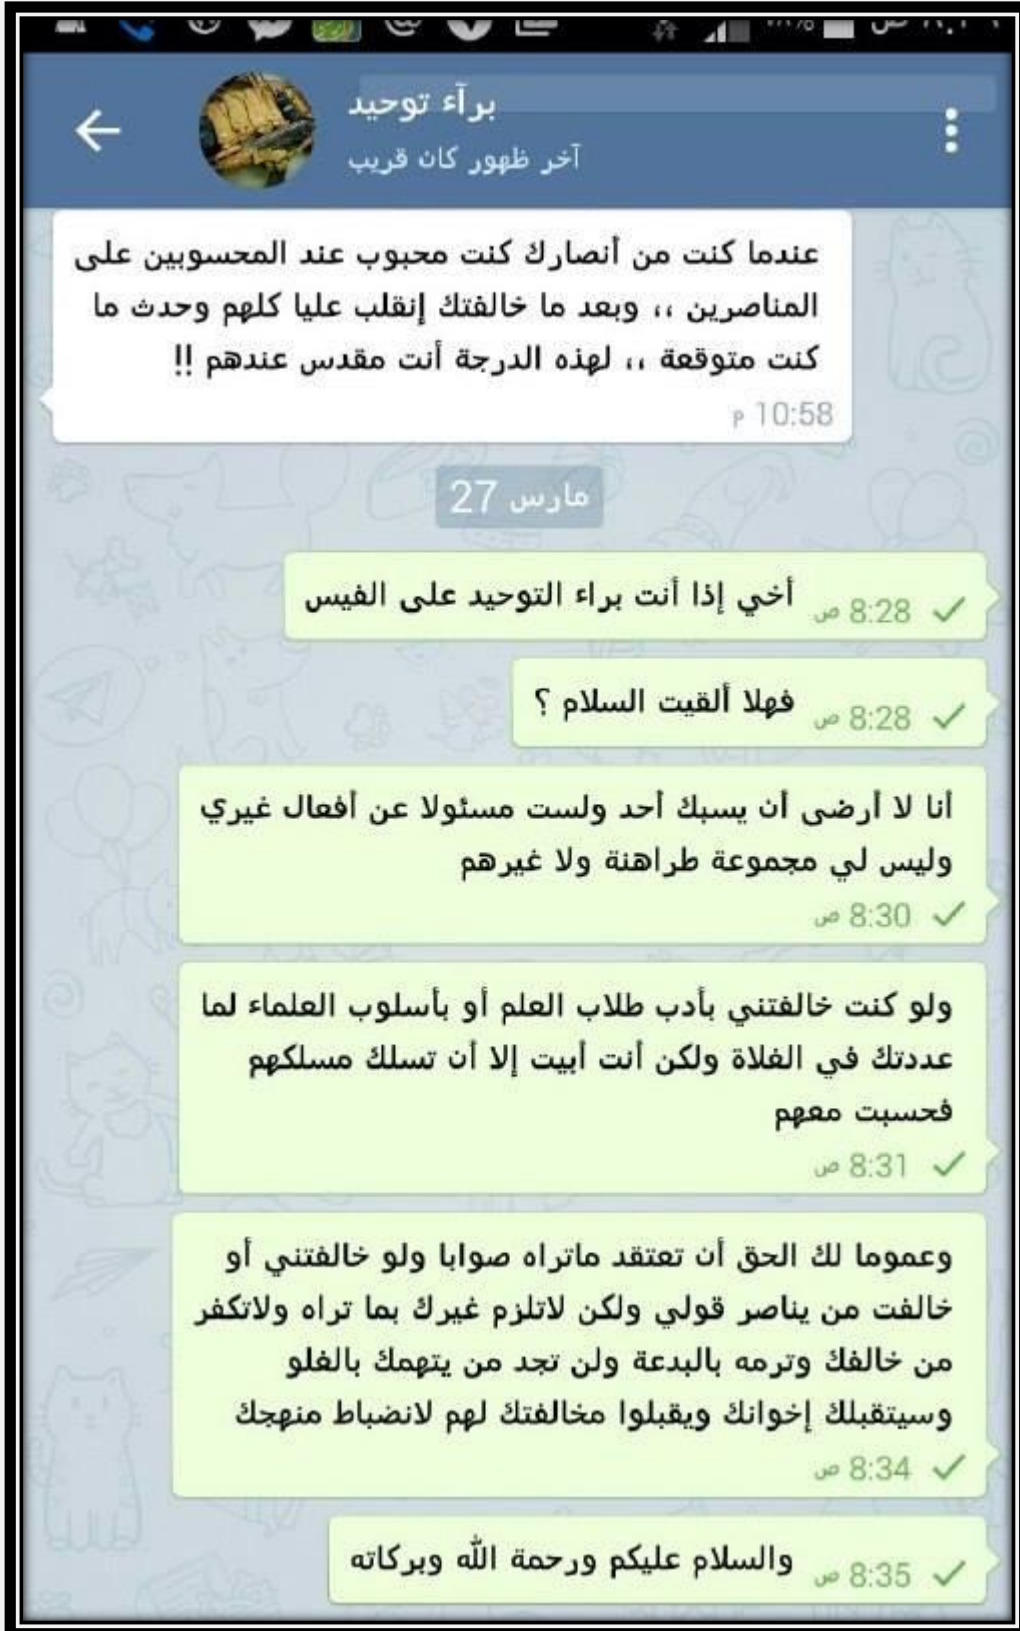 برآء توحيد
آخر ظهور كان قريب
عندما كنت من أنصارك كنت محبوب عند المحسوبين على
المناصرين ،، وبعد ما خالفتك إنقلب عليا كلهم وحدث ما
كنت متوقعة ،، لهذه الدرجة أنت مقدس عندهم !!
10:58 م
مارس 27
أخي إذا أنت براء التوحيد على الفيس
8:28 ص
فهلا ألقيت السلام ؟
8:28 ص
أنا لا أرضى أن يسبك أحد ولست مسئولا عن أفعال غيري
وليس لي مجموعة طراهنة ولا غيرهم
8:30 ص
ولو كنت خالفتني بأدب طلاب العلم أو بأسلوب العلماء لما
عددتك في الغلاة ولكن أنت أبيت إلا أن تسلك مسلكهم
فحسبت معهم
8:31 ص
وعموما لك الحق أن تعتقد ماتراه صوابا ولو خالفتني أو
خالفت من يناصر قولي ولكن لاتلزم غيرك بما تراه ولاتكفر
من خالفك وترمه بالبدعة ولن تجد من يتهمك بالغلو
وسيتقبلك إخوانك ويقبلوا مخالفتك لهم لانضباط منهجك
8:34 ص
والسلام عليكم ورحمة الله وبركاته
8:35 ص